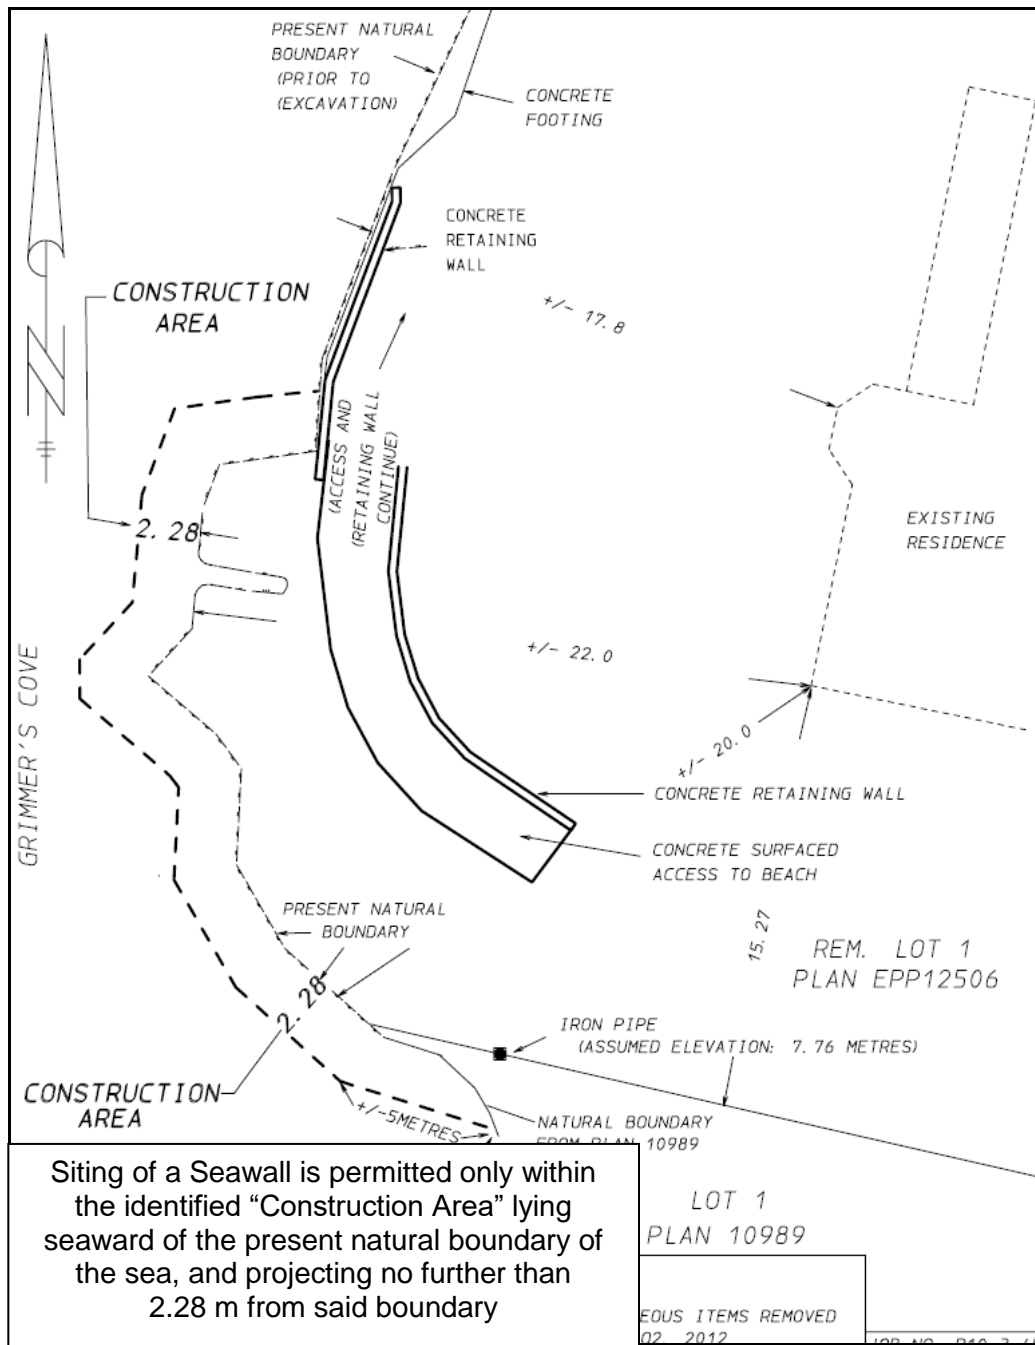 PRESENT NATURAL
BOUNDARY
(PRIOR TO
(EXCAVATION)
CONCRETE
FOOTING
CONCRETE
RETAINING
WALL
CONSTRUCTION
AREA
+/- 17.8
(ACCESS AND
(RETAINING WALL
CONTINUE)
N
2.28
EXISTING
RESIDENCE
GRIMMER'S COVE
+/- 22.0
+/- 20.0
CONCRETE RETAINING WALL
CONCRETE SURFACED
ACCESS TO BEACH
PRESENT NATURAL
BOUNDARY
15.27
REM. LOT 1
PLAN EPP12506
2.28
IRON PIPE
(ASSUMED ELEVATION: 7.76 METRES)
CONSTRUCTION
AREA
+/-5METRES
NATURAL BOUNDARY
FROM PLAN 10989
Siting of a Seawall is permitted only within
the identified “Construction Area” lying
seaward of the present natural boundary of
the sea, and projecting no further than
2.28 m from said boundary
LOT 1
PLAN 10989
EOUS ITEMS REMOVED
02, 2012
JOB NO.